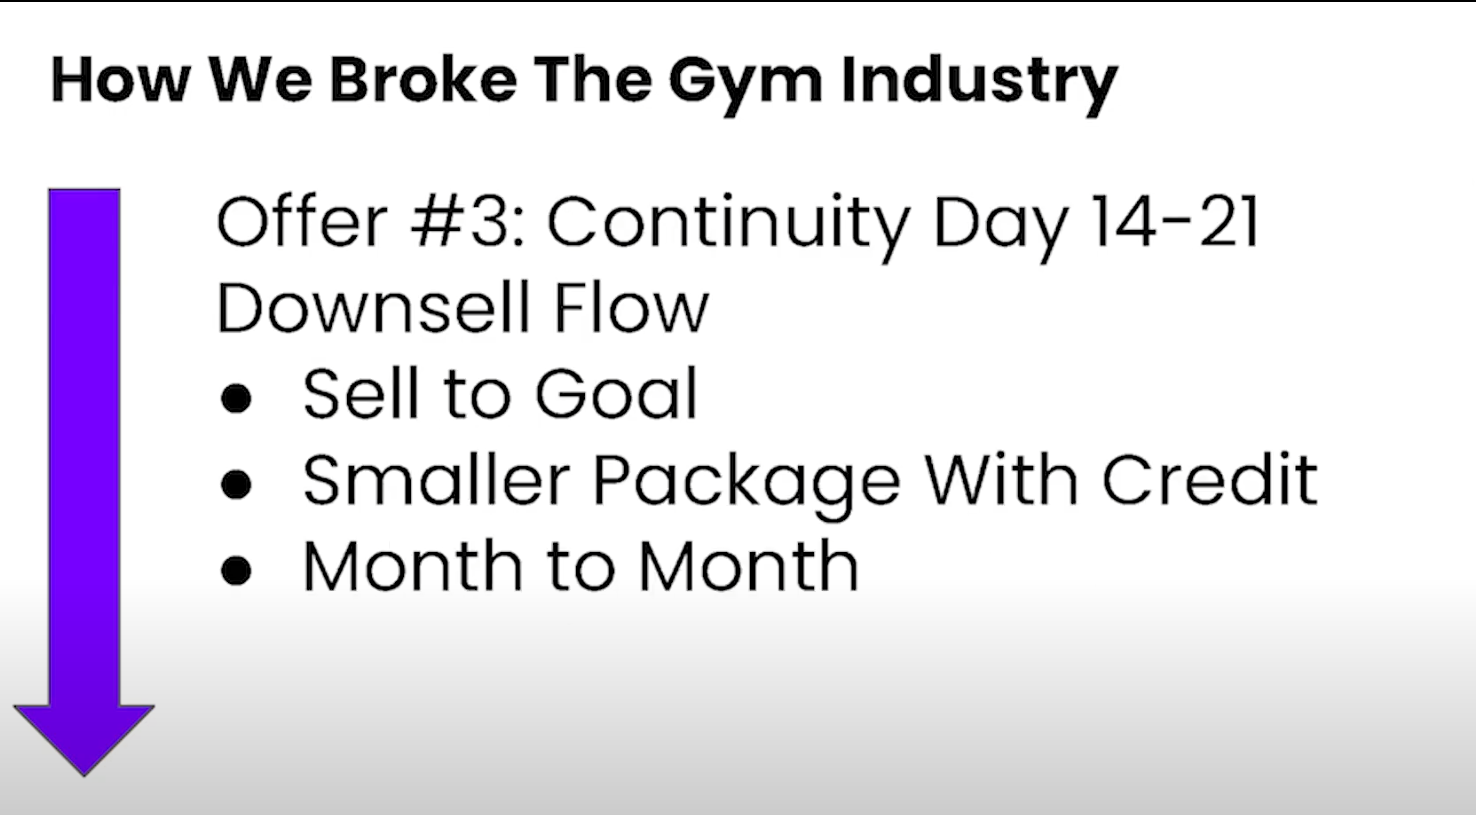 How We Broke The Gym Industry
Offer #3: Continuity Day 14-21
Downsell Flow
● Sell to Goal
● Smaller Package With Credit
● Month to Month